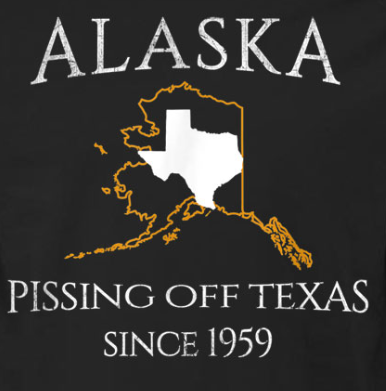 ALASKA
PISSING OFF TEXAS
SINCE 1959